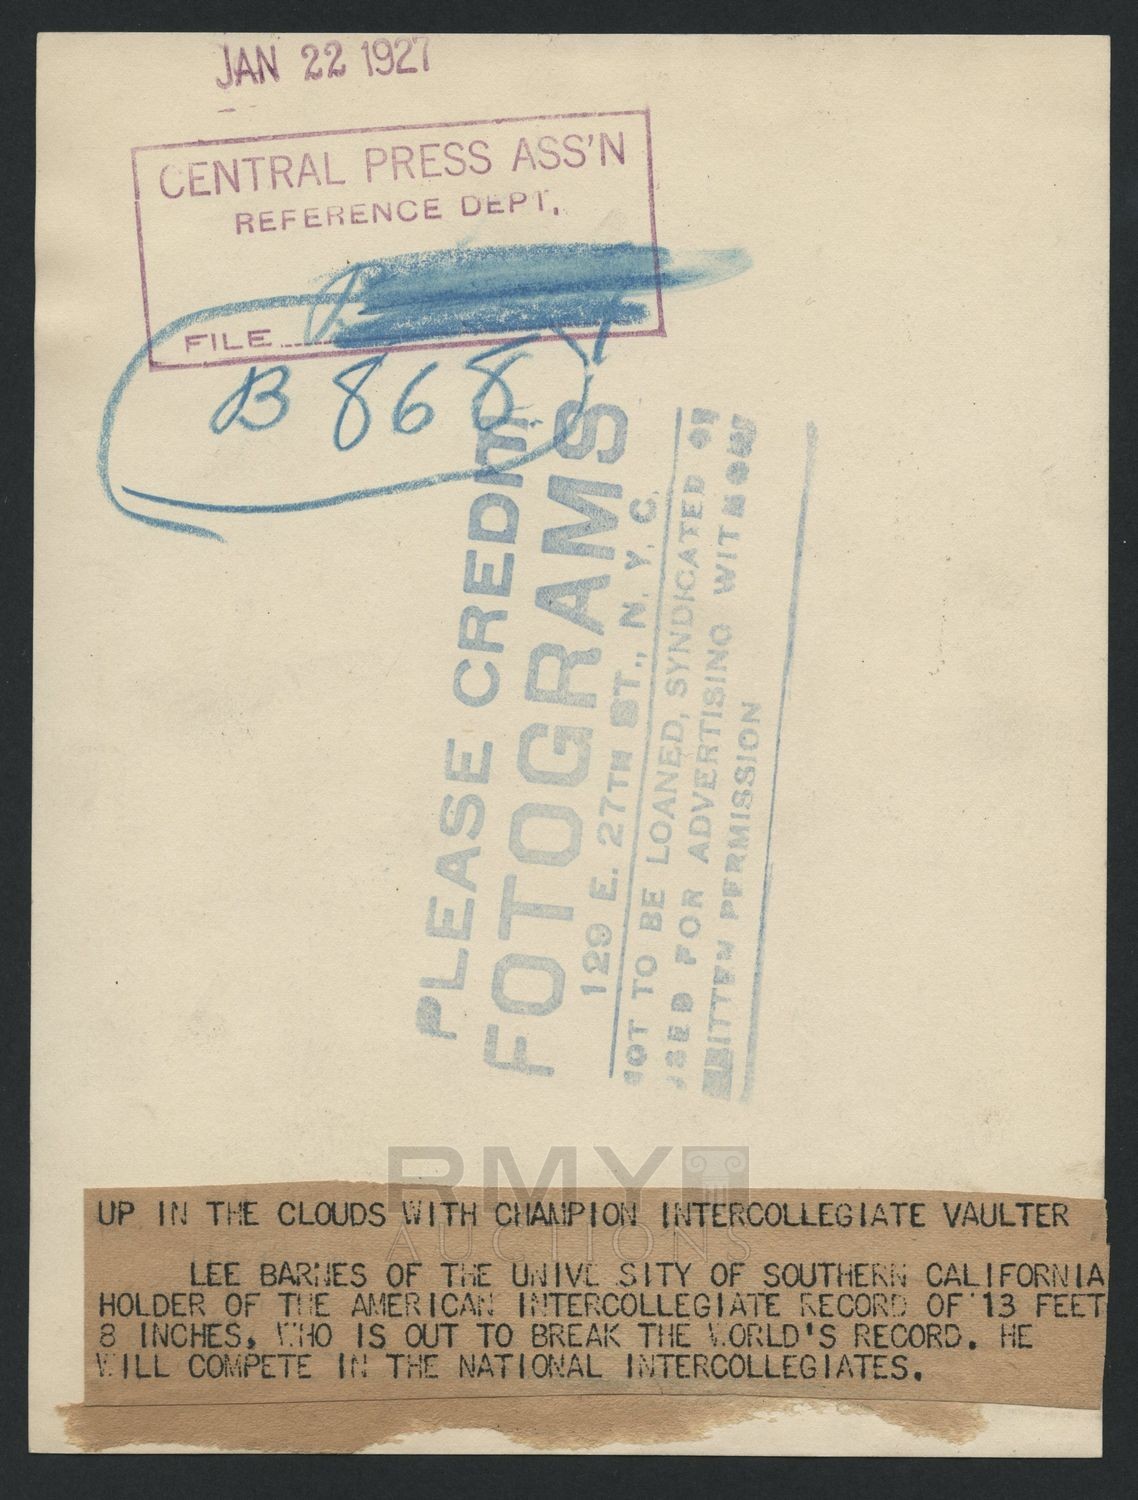 JAN 22 1927
CENTRAL PRESS ASS'N
REFERENCE DEPT.
FILE
B 868
PLEASE CREDIT
FOTOGRAMS
129 E. 27TH ST., N. Y. C.
NOT TO BE LOANED, SYNDICATED OR
USED FOR ADVERTISING WITHOUT
WRITTEN PERMISSION
RMY
AUCTIONS
UP IN THE CLOUDS WITH CHAMPION INTERCOLLEGIATE VAULTER
LEE BARNES OF THE UNIVE SITY OF SOUTHERN CALIFORNIA
HOLDER OF THE AMERICAN INTERCOLLEGIATE RECORD OF 13 FEET
8 INCHES, WHO IS OUT TO BREAK THE WORLD'S RECORD. HE
WILL COMPETE IN THE NATIONAL INTERCOLLEGIATES.